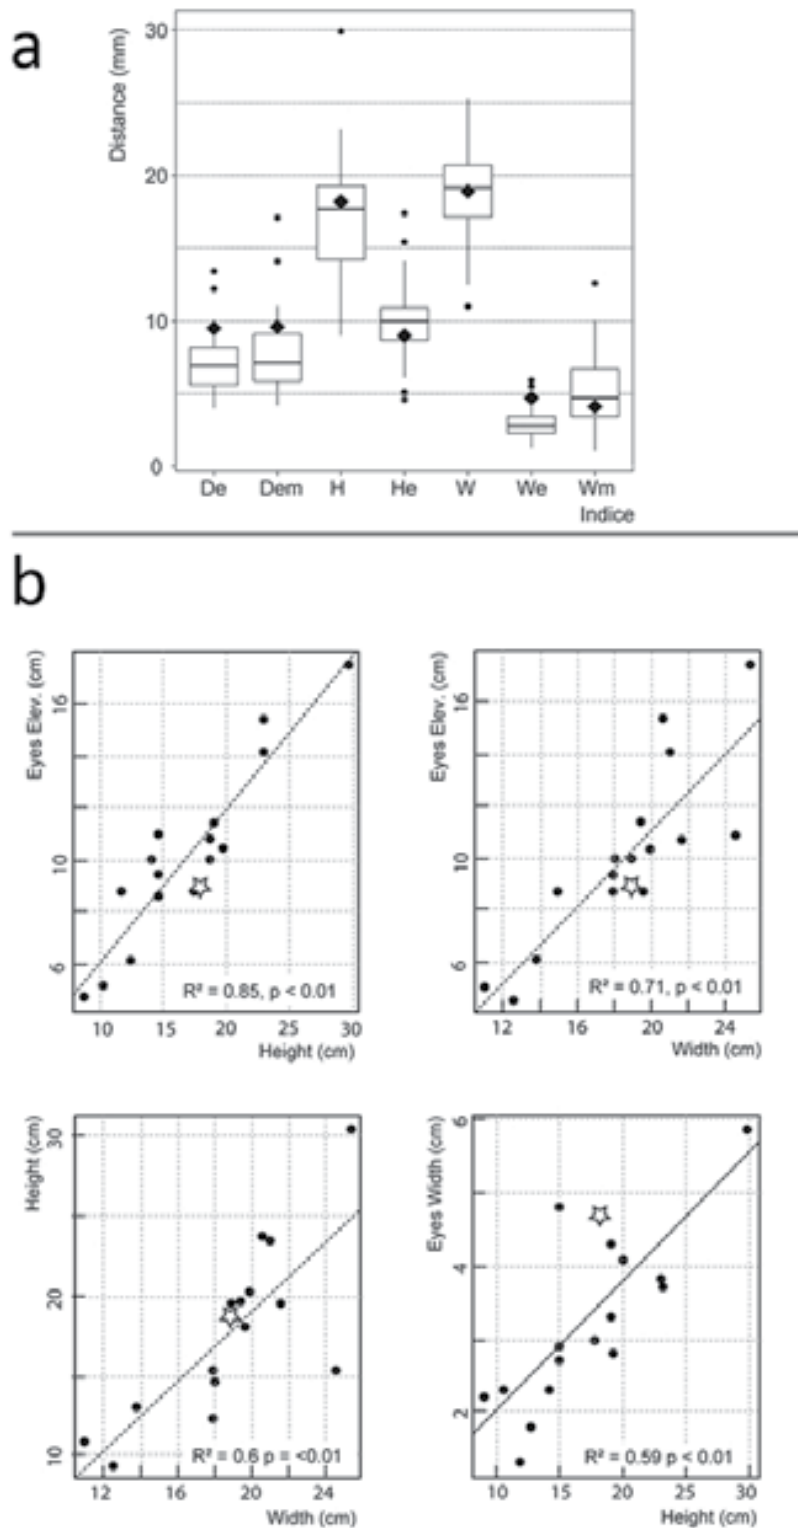 a
Distance (mm)
30
20
10
0
De Dem H He W We Wm
Indice
b
Eyes Elev. (cm)
16
10
6
R² = 0.85, p < 0.01
10 15 20 25 30
Height (cm)
Eyes Elev. (cm)
16
10
6
R² = 0.71, p < 0.01
12 16 20 24
Width (cm)
Height (cm)
30
20
10
R² = 0.6 p = <0.01
12 16 20 24
Width (cm)
Eyes Width (cm)
6
4
2
R² = 0.59 p < 0.01
10 15 20 25 30
Height (cm)